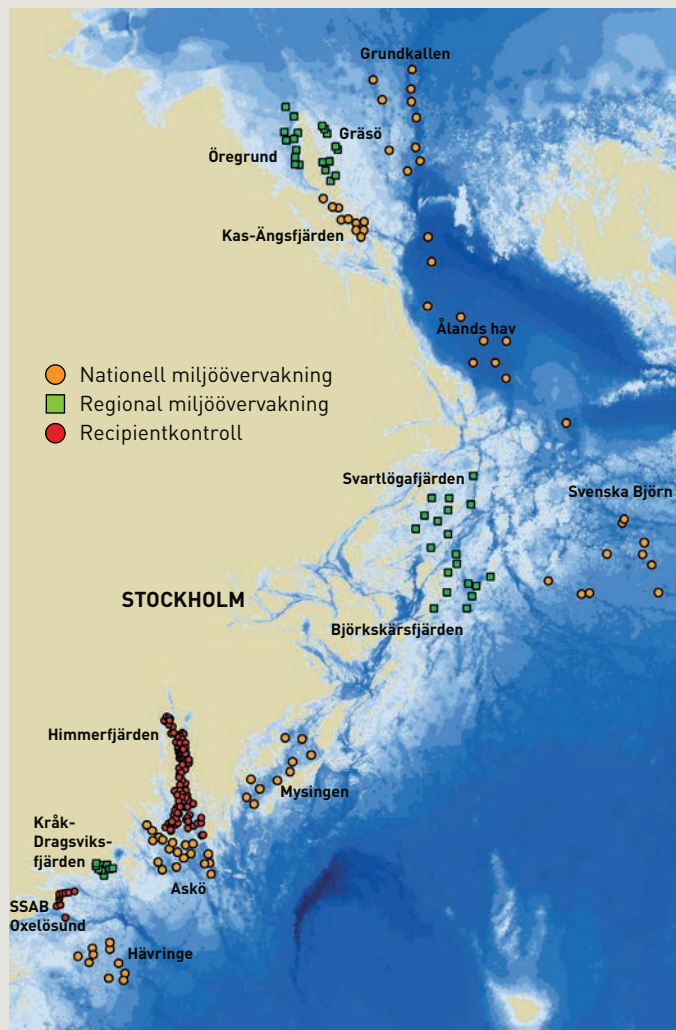 Grundkallen
Gräsö
Öregrund
Kas-Ängsfjärden
Ålands hav
Nationell miljöövervakning
Regional miljöövervakning
Recipientkontroll
Svartlögafjärden
Svenska Björn
STOCKHOLM
Björkskärsfjärden
Himmerfjärden
Mysingen
Kråk-
Dragsviks-
fjärden
Askö
SSAB
Oxelösund
Hävringe